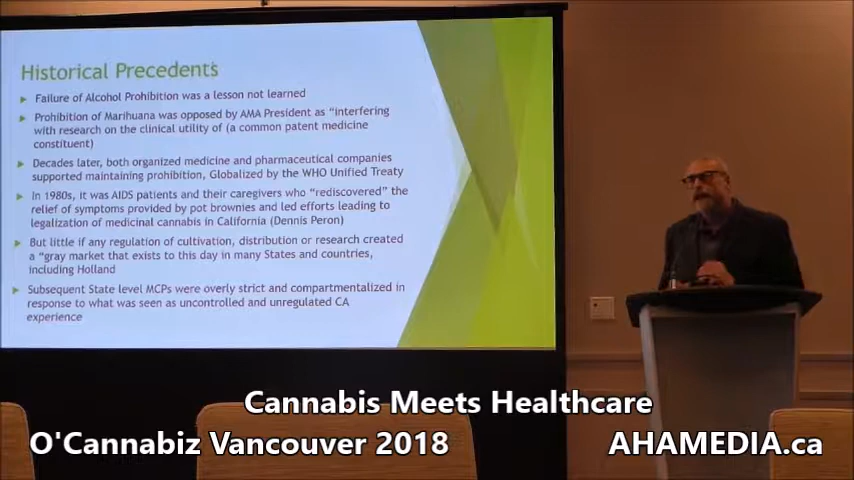 Historical Precedents
Failure of Alcohol Prohibition was a lesson not learned
Prohibition of Marihuana was opposed by AMA President as "interfering
with research on the clinical utility of (a common patent medicine
constituent)
Decades later, both organized medicine and pharmaceutical companies
supported maintaining prohibition, Globalized by the WHO Unified Treaty
In 1980s, it was AIDS patients and their caregivers who "rediscovered" the
relief of symptoms provided by pot brownies and led efforts leading to
legalization of medicinal cannabis in California (Dennis Peron)
But little if any regulation of cultivation, distribution or research created
a "gray market that exists to this day in many States and countries,
including Holland
Subsequent State level MCPs were overly strict and compartmentalized in
response to what was seen as uncontrolled and unregulated CA
experience
Cannabis Meets Healthcare
O'Cannabiz Vancouver 2018
AHAMEDIA.ca